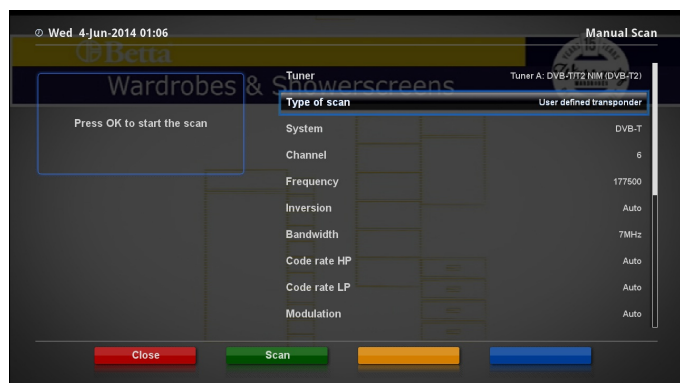 Wed 4-Jun-2014 01:06
Manual Scan
Betta
15
Wardrobes & Showerscreens
Press OK to start the scan
Tuner Tuner A: DVB-T/T2 NIM (DVB-T2)
Type of scan User defined transponder
System DVB-T
Channel 6
Frequency 177500
Inversion Auto
Bandwidth 7MHz
Code rate HP Auto
Code rate LP Auto
Modulation Auto
Close
Scan